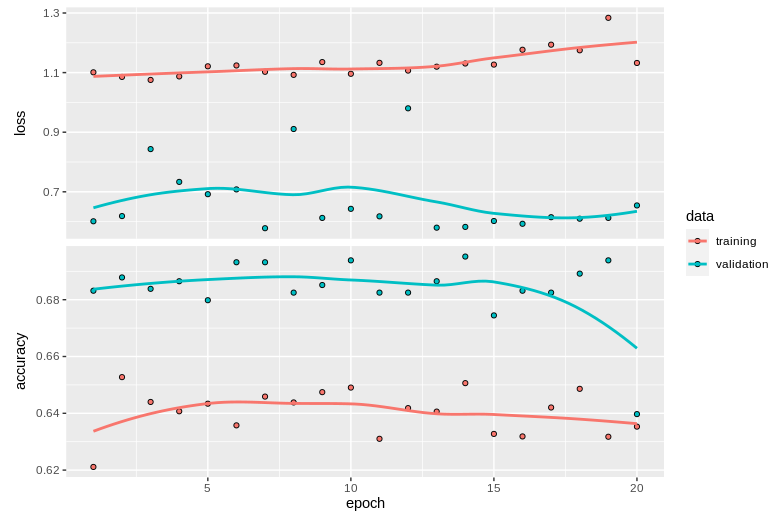 1.3
1.1
0.9
0.7
loss
0.68
0.66
0.64
0.62
accuracy
5
10
15
20
epoch
data
training
validation